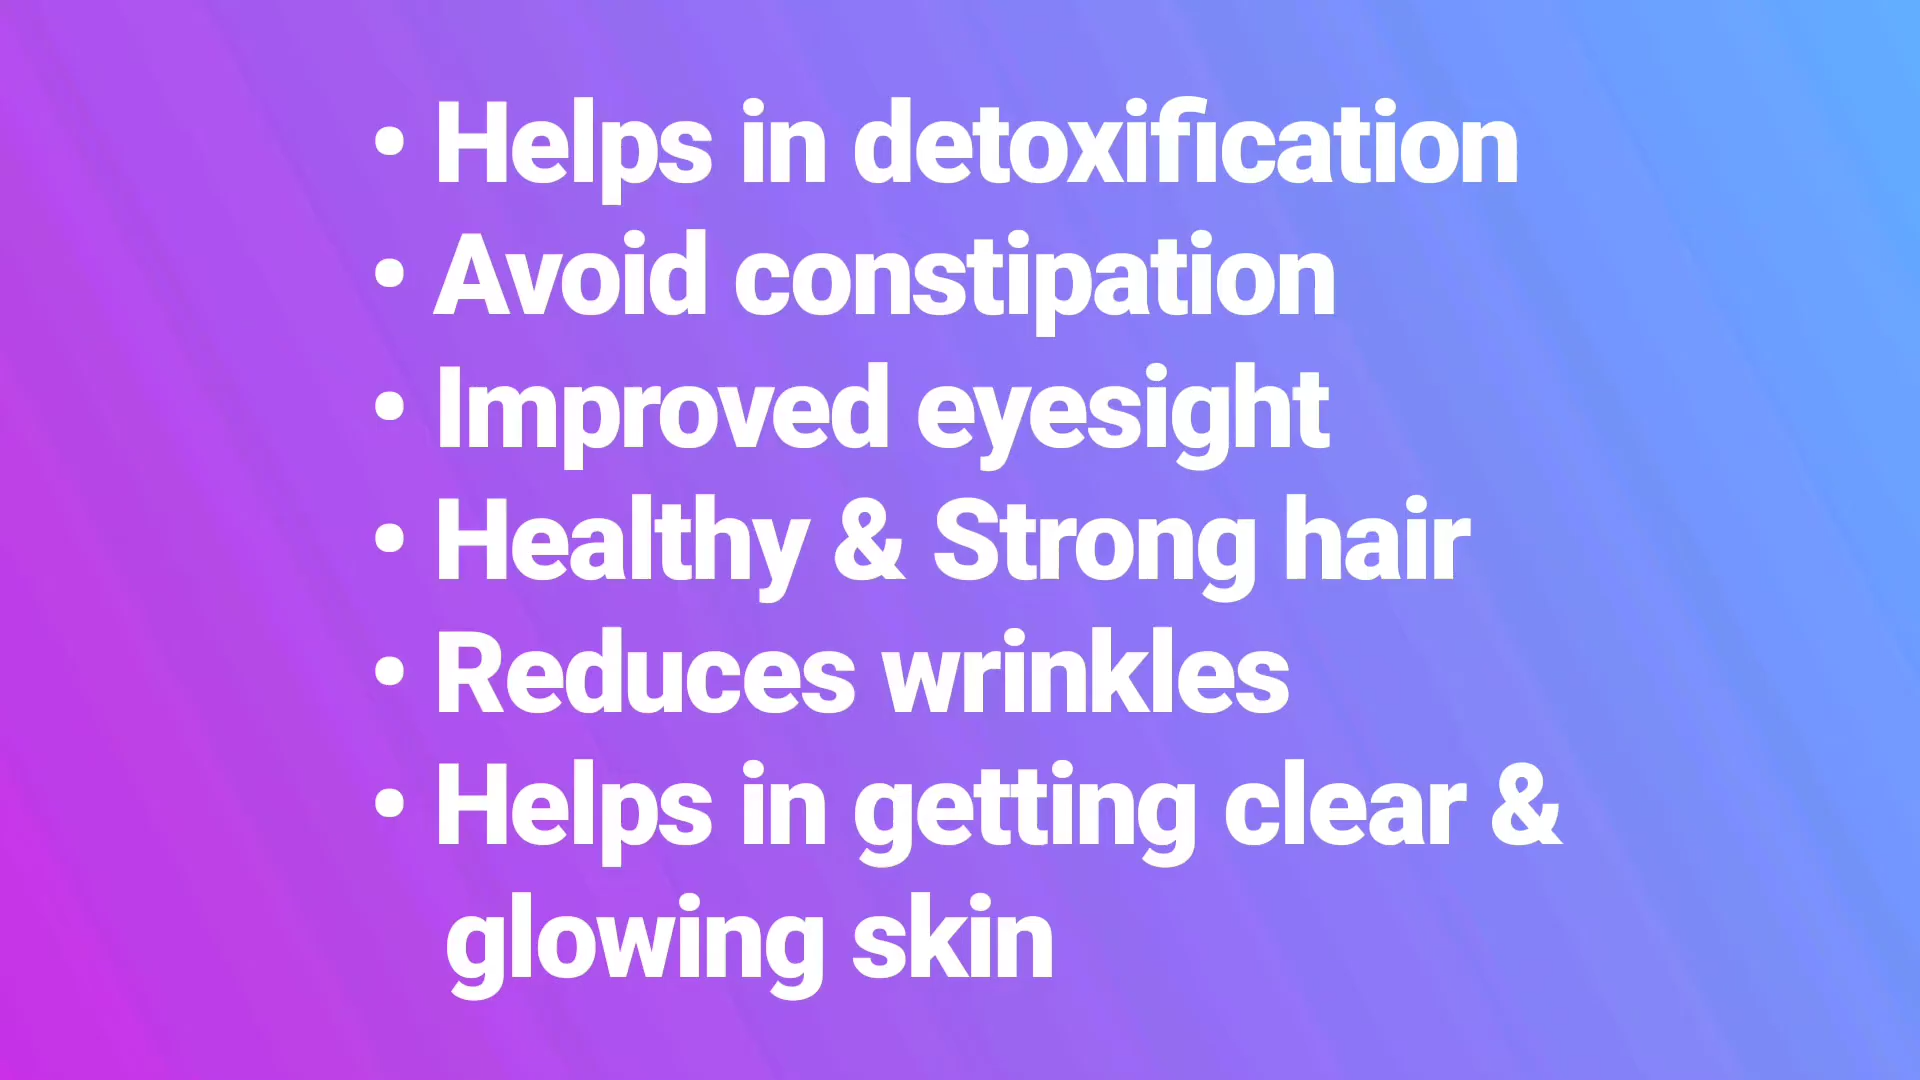 • Helps in detoxification
• Avoid constipation
• Improved eyesight
• Healthy & Strong hair
• Reduces wrinkles
• Helps in getting clear &
glowing skin